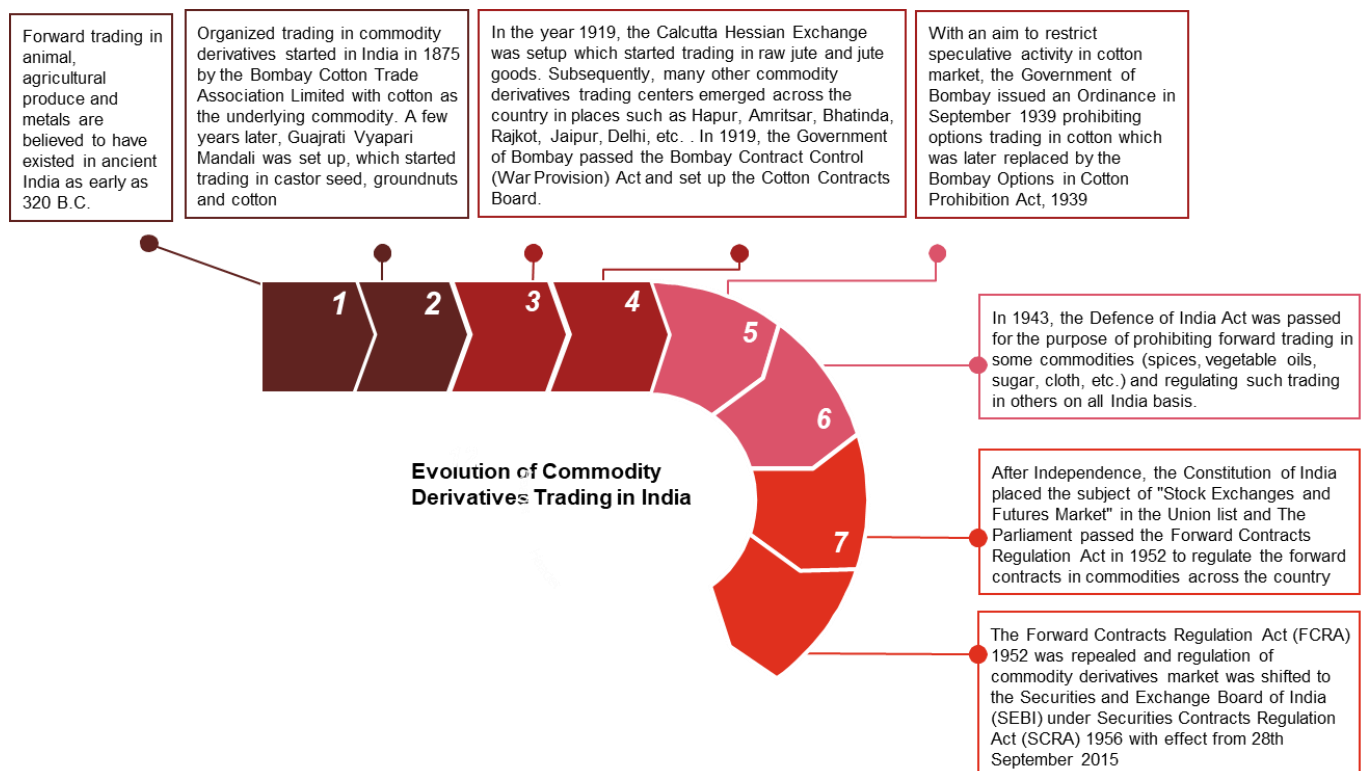 Forward trading in
animal,
agricultural
produce and
metals are
believed to have
existed in ancient
India as early as
320 B.C.
Organized trading in commodity
derivatives started in India in 1875
by the Bombay Cotton Trade
Association Limited with cotton as
the underlying commodity. A few
years later, Guajrati Vyapari
Mandali was set up, which started
trading in castor seed, groundnuts
and cotton
In the year 1919, the Calcutta Hessian Exchange
was setup which started trading in raw jute and jute
goods. Subsequently, many other commodity
derivatives trading centers emerged across the
country in places such as Hapur, Amritsar, Bhatinda,
Rajkot, Jaipur, Delhi, etc. . In 1919, the Government
of Bombay passed the Bombay Contract Control
(War Provision) Act and set up the Cotton Contracts
Board.
With an aim to restrict
speculative activity in cotton
market, the Government of
Bombay issued an Ordinance in
September 1939 prohibiting
options trading in cotton which
was later replaced by the
Bombay Options in Cotton
Prohibition Act, 1939
1
2
3
4
5
6
7
Evolution of Commodity
Derivatives Trading in India
In 1943, the Defence of India Act was passed
for the purpose of prohibiting forward trading in
some commodities (spices, vegetable oils,
sugar, cloth, etc.) and regulating such trading
in others on all India basis.
After Independence, the Constitution of India
placed the subject of "Stock Exchanges and
Futures Market" in the Union list and The
Parliament passed the Forward Contracts
Regulation Act in 1952 to regulate the forward
contracts in commodities across the country
The Forward Contracts Regulation Act (FCRA)
1952 was repealed and regulation of
commodity derivatives market was shifted to
the Securities and Exchange Board of India
(SEBI) under Securities Contracts Regulation
Act (SCRA) 1956 with effect from 28th
September 2015